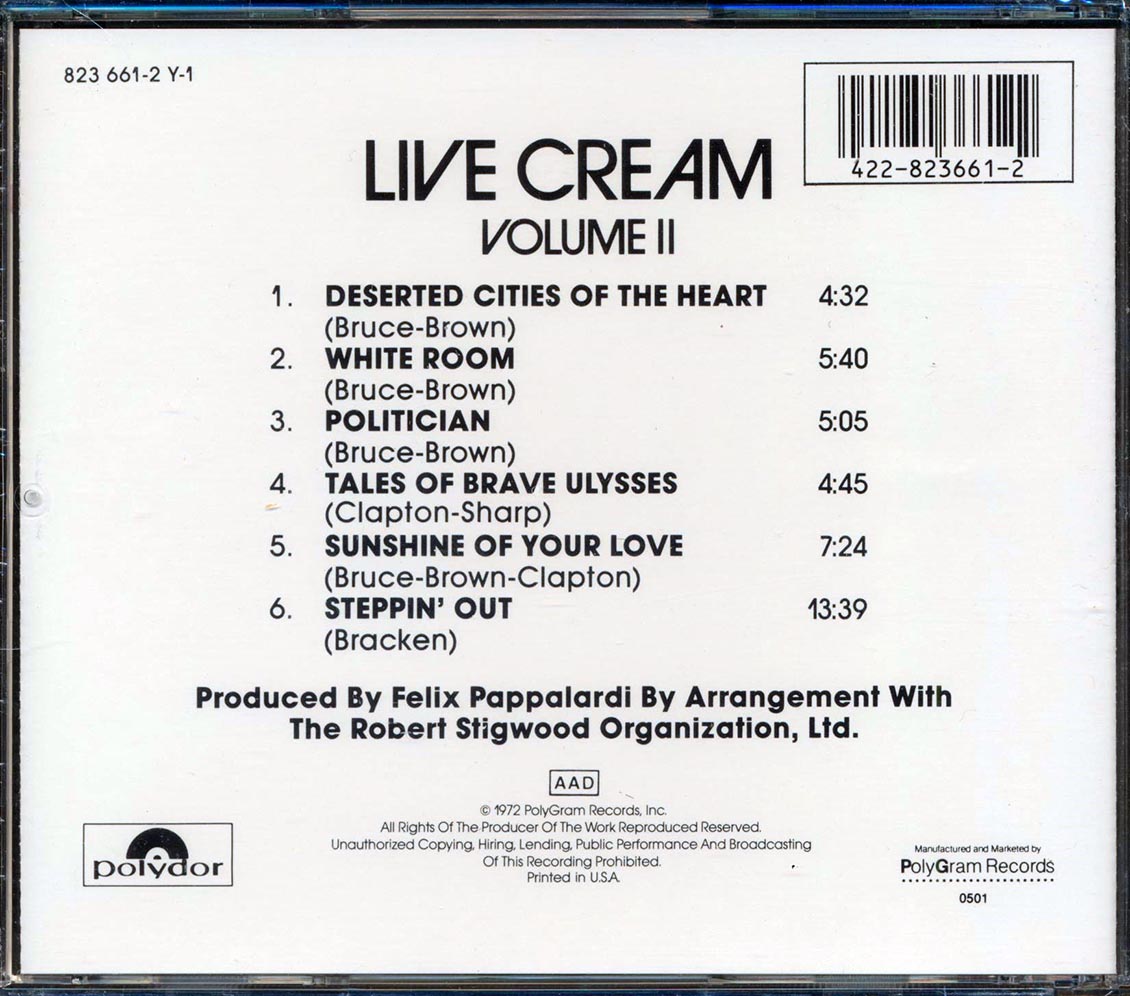 823 661-2 Y-1
422-823661-2
LIVE CREAM
VOLUME II
1. DESERTED CITIES OF THE HEART 4:32
(Bruce-Brown)
2. WHITE ROOM 5:40
(Bruce-Brown)
3. POLITICIAN 5:05
(Bruce-Brown)
4. TALES OF BRAVE ULYSSES 4:45
(Clapton-Sharp)
5. SUNSHINE OF YOUR LOVE 7:24
(Bruce-Brown-Clapton)
6. STEPPIN' OUT 13:39
(Bracken)
Produced By Felix Pappalardi By Arrangement With
The Robert Stigwood Organization, Ltd.
AAD
© 1972 PolyGram Records, Inc.
All Rights Of The Producer Of The Work Reproduced Reserved.
Unauthorized Copying, Hiring, Lending, Public Performance And Broadcasting
Of This Recording Prohibited.
Printed in U.S.A.
polydor
Manufactured and Marketed by
PolyGram Records
0501